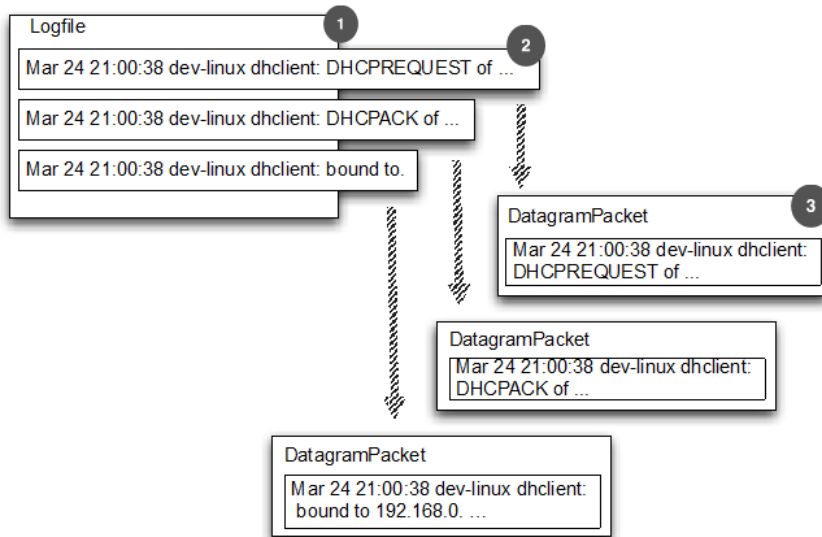 Logfile
1
2
Mar 24 21:00:38 dev-linux dhclient: DHCPREQUEST of ...
Mar 24 21:00:38 dev-linux dhclient: DHCPACK of ...
Mar 24 21:00:38 dev-linux dhclient: bound to.
3
DatagramPacket
Mar 24 21:00:38 dev-linux dhclient:
DHCPREQUEST of ...
DatagramPacket
Mar 24 21:00:38 dev-linux dhclient:
DHCPACK of ...
DatagramPacket
Mar 24 21:00:38 dev-linux dhclient:
bound to 192.168.0. ...